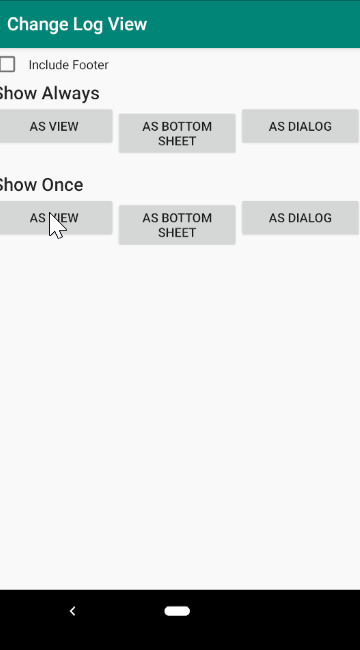 Change Log View
Include Footer
Show Always
AS VIEW
AS BOTTOM
SHEET
AS DIALOG
Show Once
AS VIEW
AS BOTTOM
SHEET
AS DIALOG